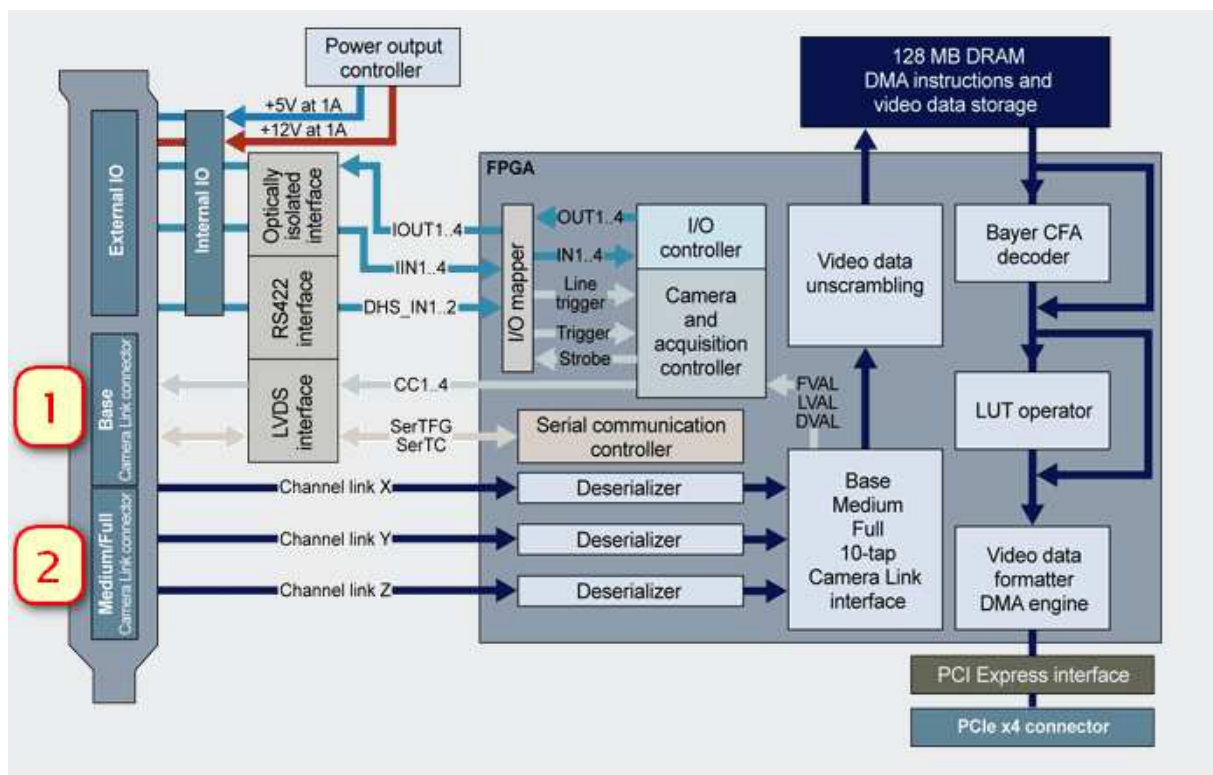 Power output
controller
+5V at 1A
+12V at 1A
External IO
Internal IO
Optically
isolated
interface
RS422
interface
LVDS
interface
IOUT1..4
IIN1..4
DHS_IN1..2
CC1..4
SerTFG
SerTC
1
Base
Camera Link connector
2
Medium/Full
Camera Link connector
Channel link X
Channel link Y
Channel link Z
FPGA
I/O mapper
OUT1..4
IN1..4
Line
trigger
Trigger
Strobe
I/O
controller
Camera
and
acquisition
controller
Serial communication
controller
Deserializer
Deserializer
Deserializer
FVAL
LVAL
DVAL
Base
Medium
Full
10-tap
Camera Link
interface
Video data
unscrambling
128 MB DRAM
DMA instructions and
video data storage
Bayer CFA
decoder
LUT operator
Video data
formatter
DMA engine
PCI Express interface
PCIe x4 connector